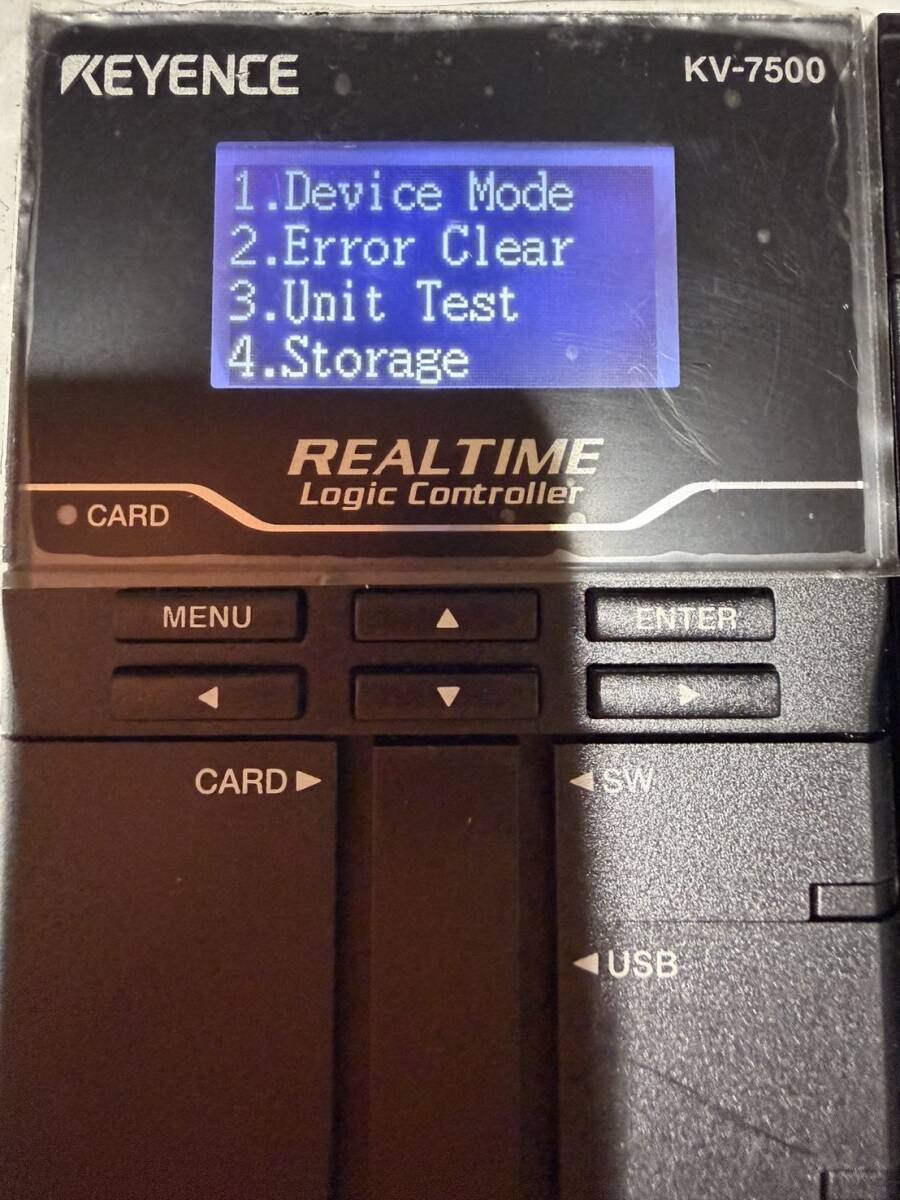 KEYENCE
KV-7500
1.Device Mode
2.Error Clear
3.Unit Test
4.Storage
REALTIME
Logic Controller
CARD
MENU ▲ ENTER
◀ ▼ ▶
CARD ▶
◀ SW
◀ USB